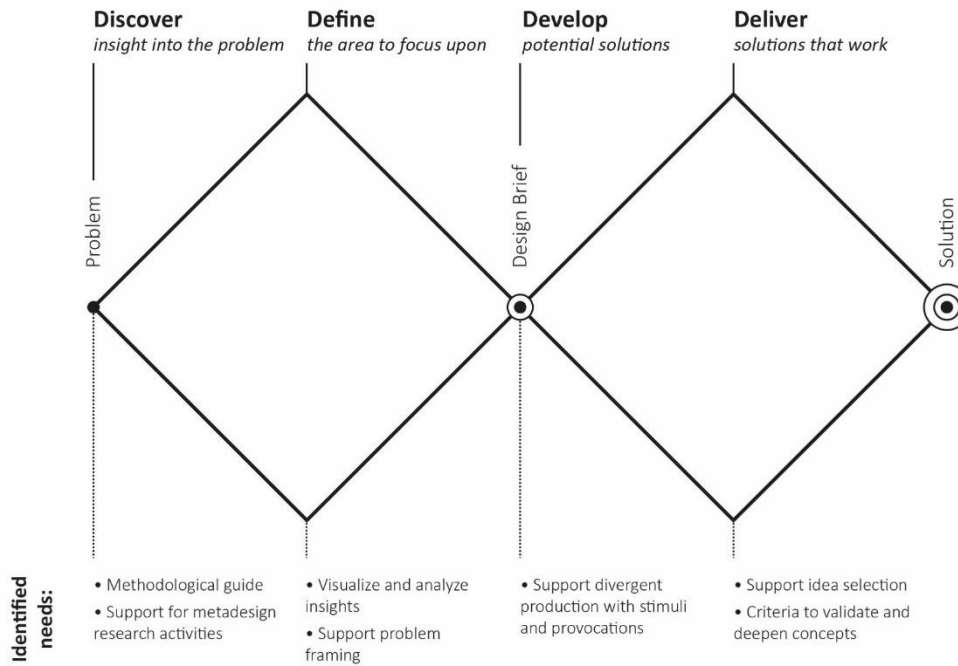 Discover
insight into the problem
Define
the area to focus upon
Develop
potential solutions
Deliver
solutions that work
Problem
Design Brief
Solution
Identified
needs:
• Methodological guide
• Support for metadesign
research activities
• Visualize and analyze
insights
• Support problem
framing
• Support divergent
production with stimuli
and provocations
• Support idea selection
• Criteria to validate and
deepen concepts